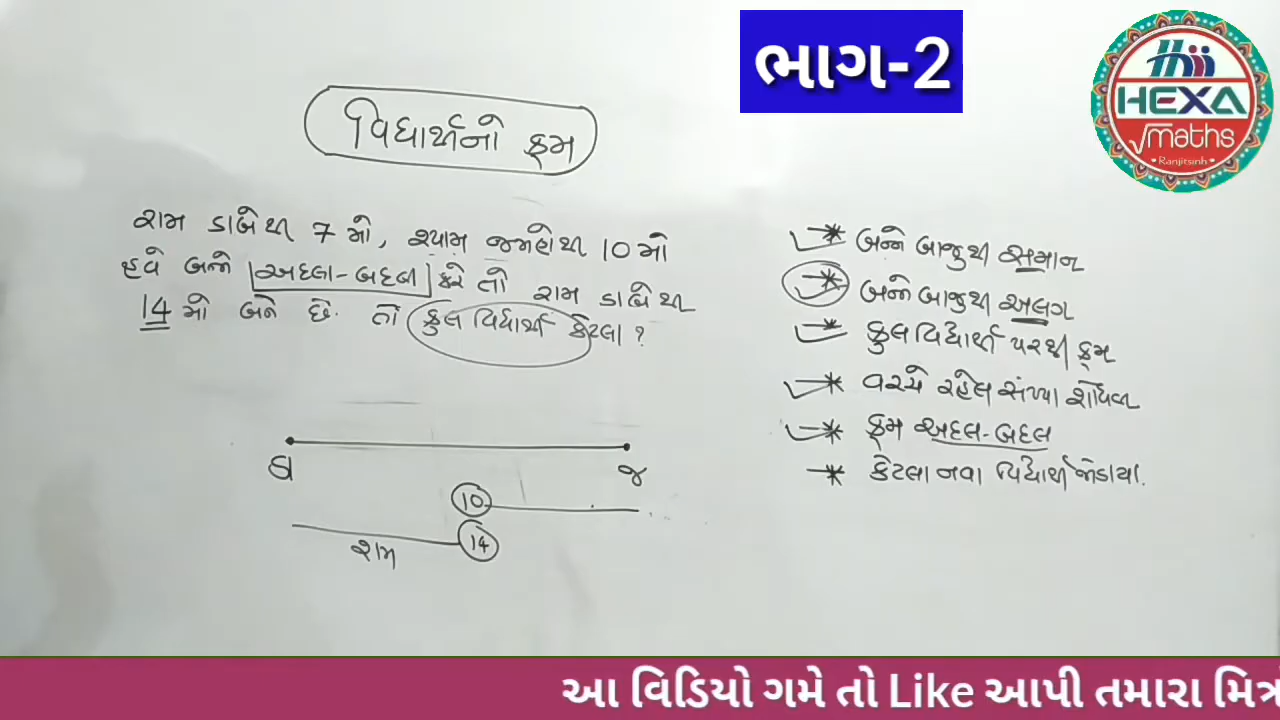 ભાગ-2
HEXA
√maths
Ranjitsinh
વિદ્યાર્થીનો ક્રમ
રામ ડાબેથી 7 મો, શ્યામ જમણેથી 10 મો
હવે બન્ને અદલા-બદલી કરે તો રામ ડાબેથી
14 મો બને છે. તો કુલ વિદ્યાર્થી કેટલા ?
* બન્ને બાજુથી સમાન
* બન્ને બાજુથી અલગ
* કુલ વિદ્યાર્થી પરથી ક્રમ
* વચ્ચે રહેલ સંખ્યા શોધવી
* ક્રમ અદલ-બદલ
* કેટલા નવા વિદ્યાર્થી જોડાયા.
ડા
જ
10
14
રામ
આ વિડિયો ગમે તો Like આપી તમારા મિત્ર